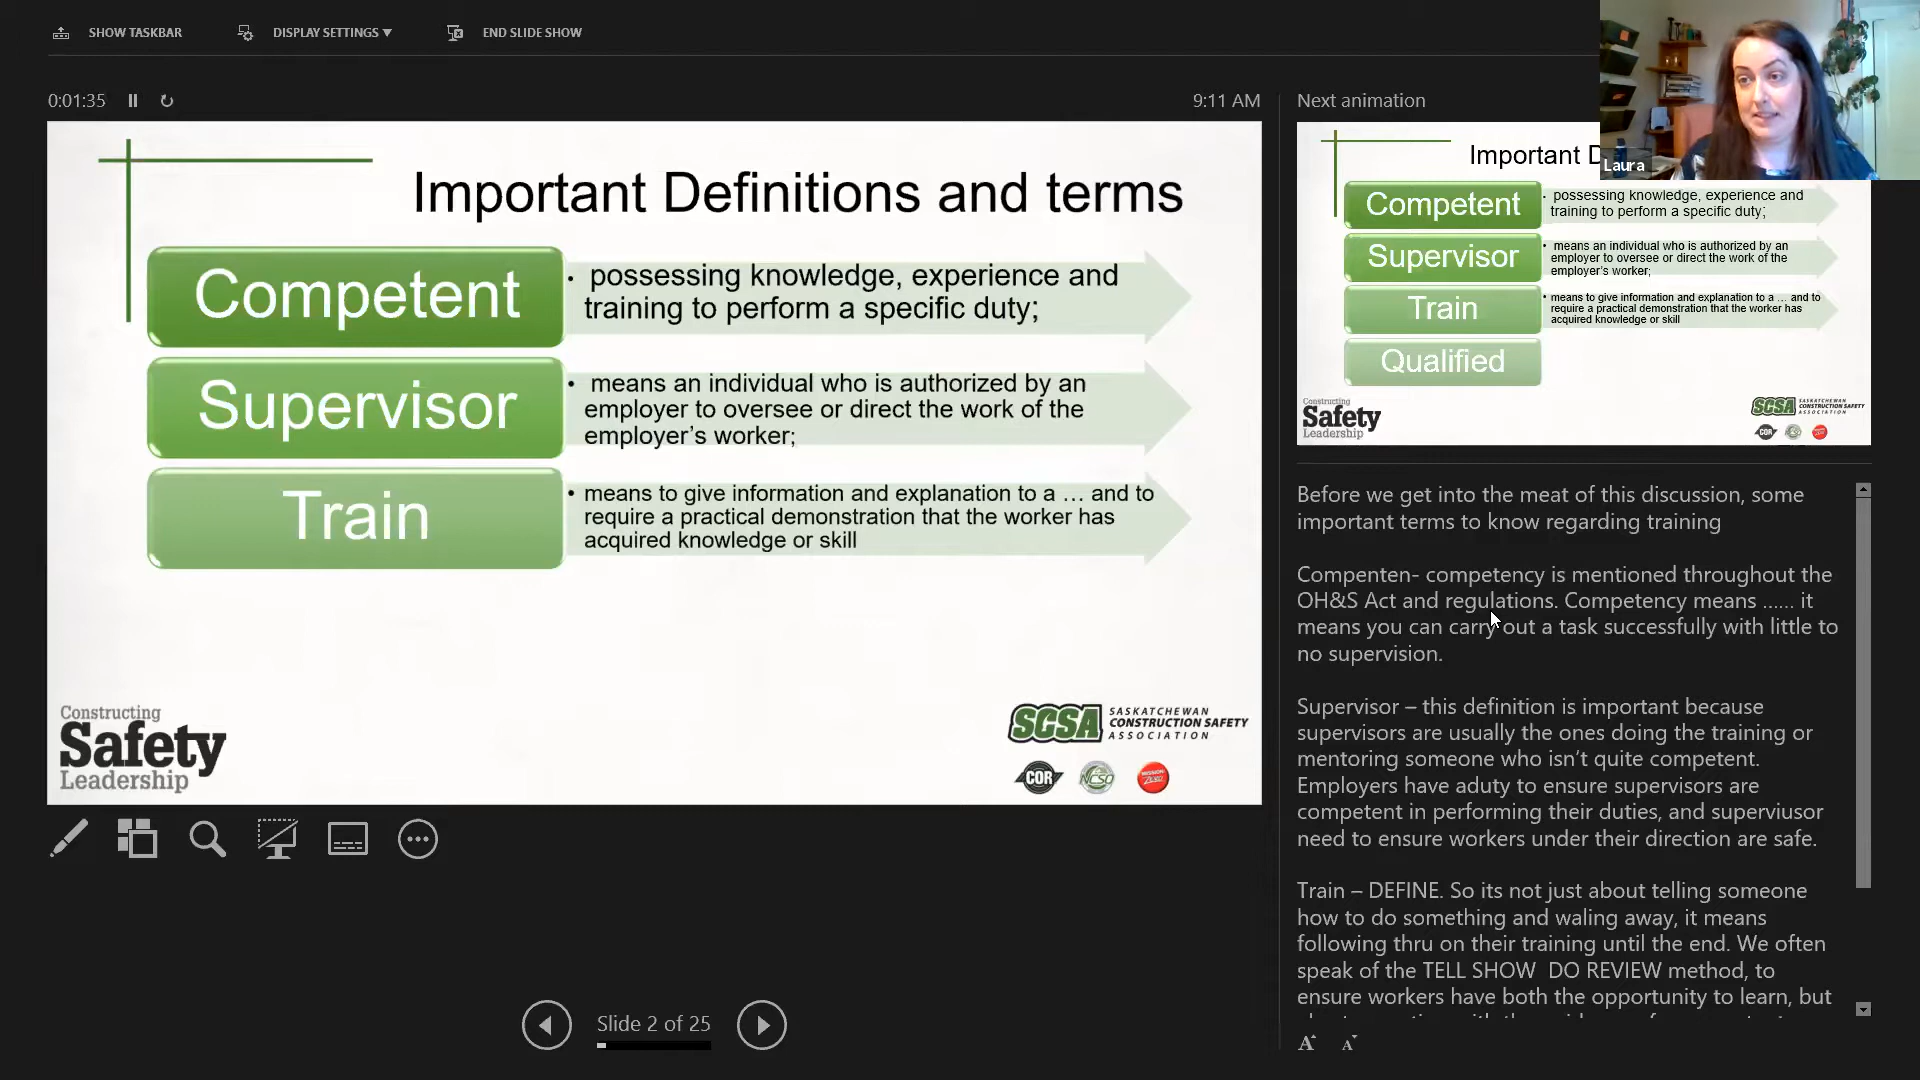 SHOW TASKBAR
DISPLAY SETTINGS ▼
END SLIDE SHOW
0:01:35
9:11 AM
Important Definitions and terms
Competent
• possessing knowledge, experience and
training to perform a specific duty;
Supervisor
• means an individual who is authorized by an
employer to oversee or direct the work of the
employer’s worker;
Train
• means to give information and explanation to a … and to
require a practical demonstration that the worker has
acquired knowledge or skill
Constructing
Safety
Leadership
SCSA
SASKATCHEWAN
CONSTRUCTION SAFETY
ASSOCIATION
COR
NCSO
MISSION
ZERO
Slide 2 of 25
Next animation
Laura
Important D
Competent
• possessing knowledge, experience and
training to perform a specific duty;
Supervisor
• means an individual who is authorized by an
employer to oversee or direct the work of the
employer’s worker;
Train
• means to give information and explanation to a … and to
require a practical demonstration that the worker has
acquired knowledge or skill
Qualified
Constructing
Safety
Leadership
SCSA
SASKATCHEWAN
CONSTRUCTION SAFETY
ASSOCIATION
COR
Before we get into the meat of this discussion, some
important terms to know regarding training
Compenten- competency is mentioned throughout the
OH&S Act and regulations. Competency means …… it
means you can carry out a task successfully with little to
no supervision.
Supervisor – this definition is important because
supervisors are usually the ones doing the training or
mentoring someone who isn’t quite competent.
Employers have aduty to ensure supervisors are
competent in performing their duties, and superviusor
need to ensure workers under their direction are safe.
Train – DEFINE. So its not just about telling someone
how to do something and waling away, it means
following thru on their training until the end. We often
speak of the TELL SHOW  DO REVIEW method, to
ensure workers have both the opportunity to learn, but
A A